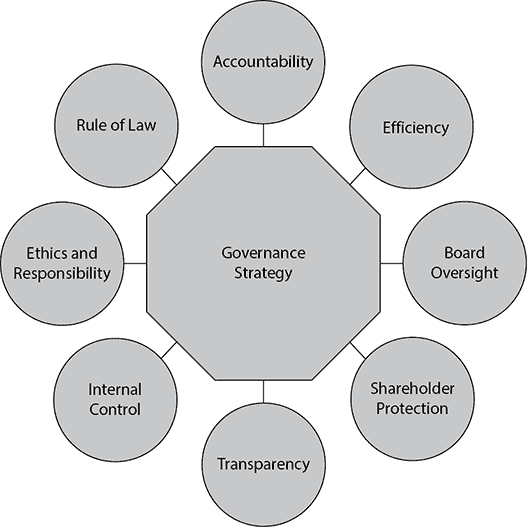 Accountability
Efficiency
Board
Oversight
Shareholder
Protection
Transparency
Internal
Control
Ethics and
Responsibility
Rule of Law
Governance
Strategy